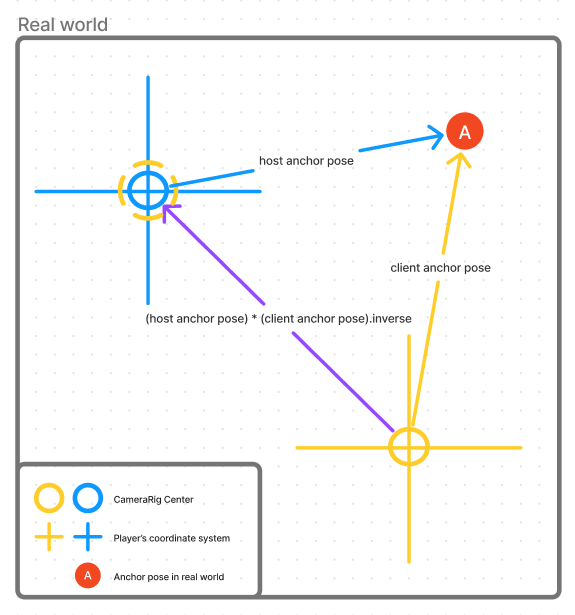 Real world
A
host anchor pose
client anchor pose
(host anchor pose) * (client anchor pose).inverse
CameraRig Center
Player's coordinate system
A
Anchor pose in real world